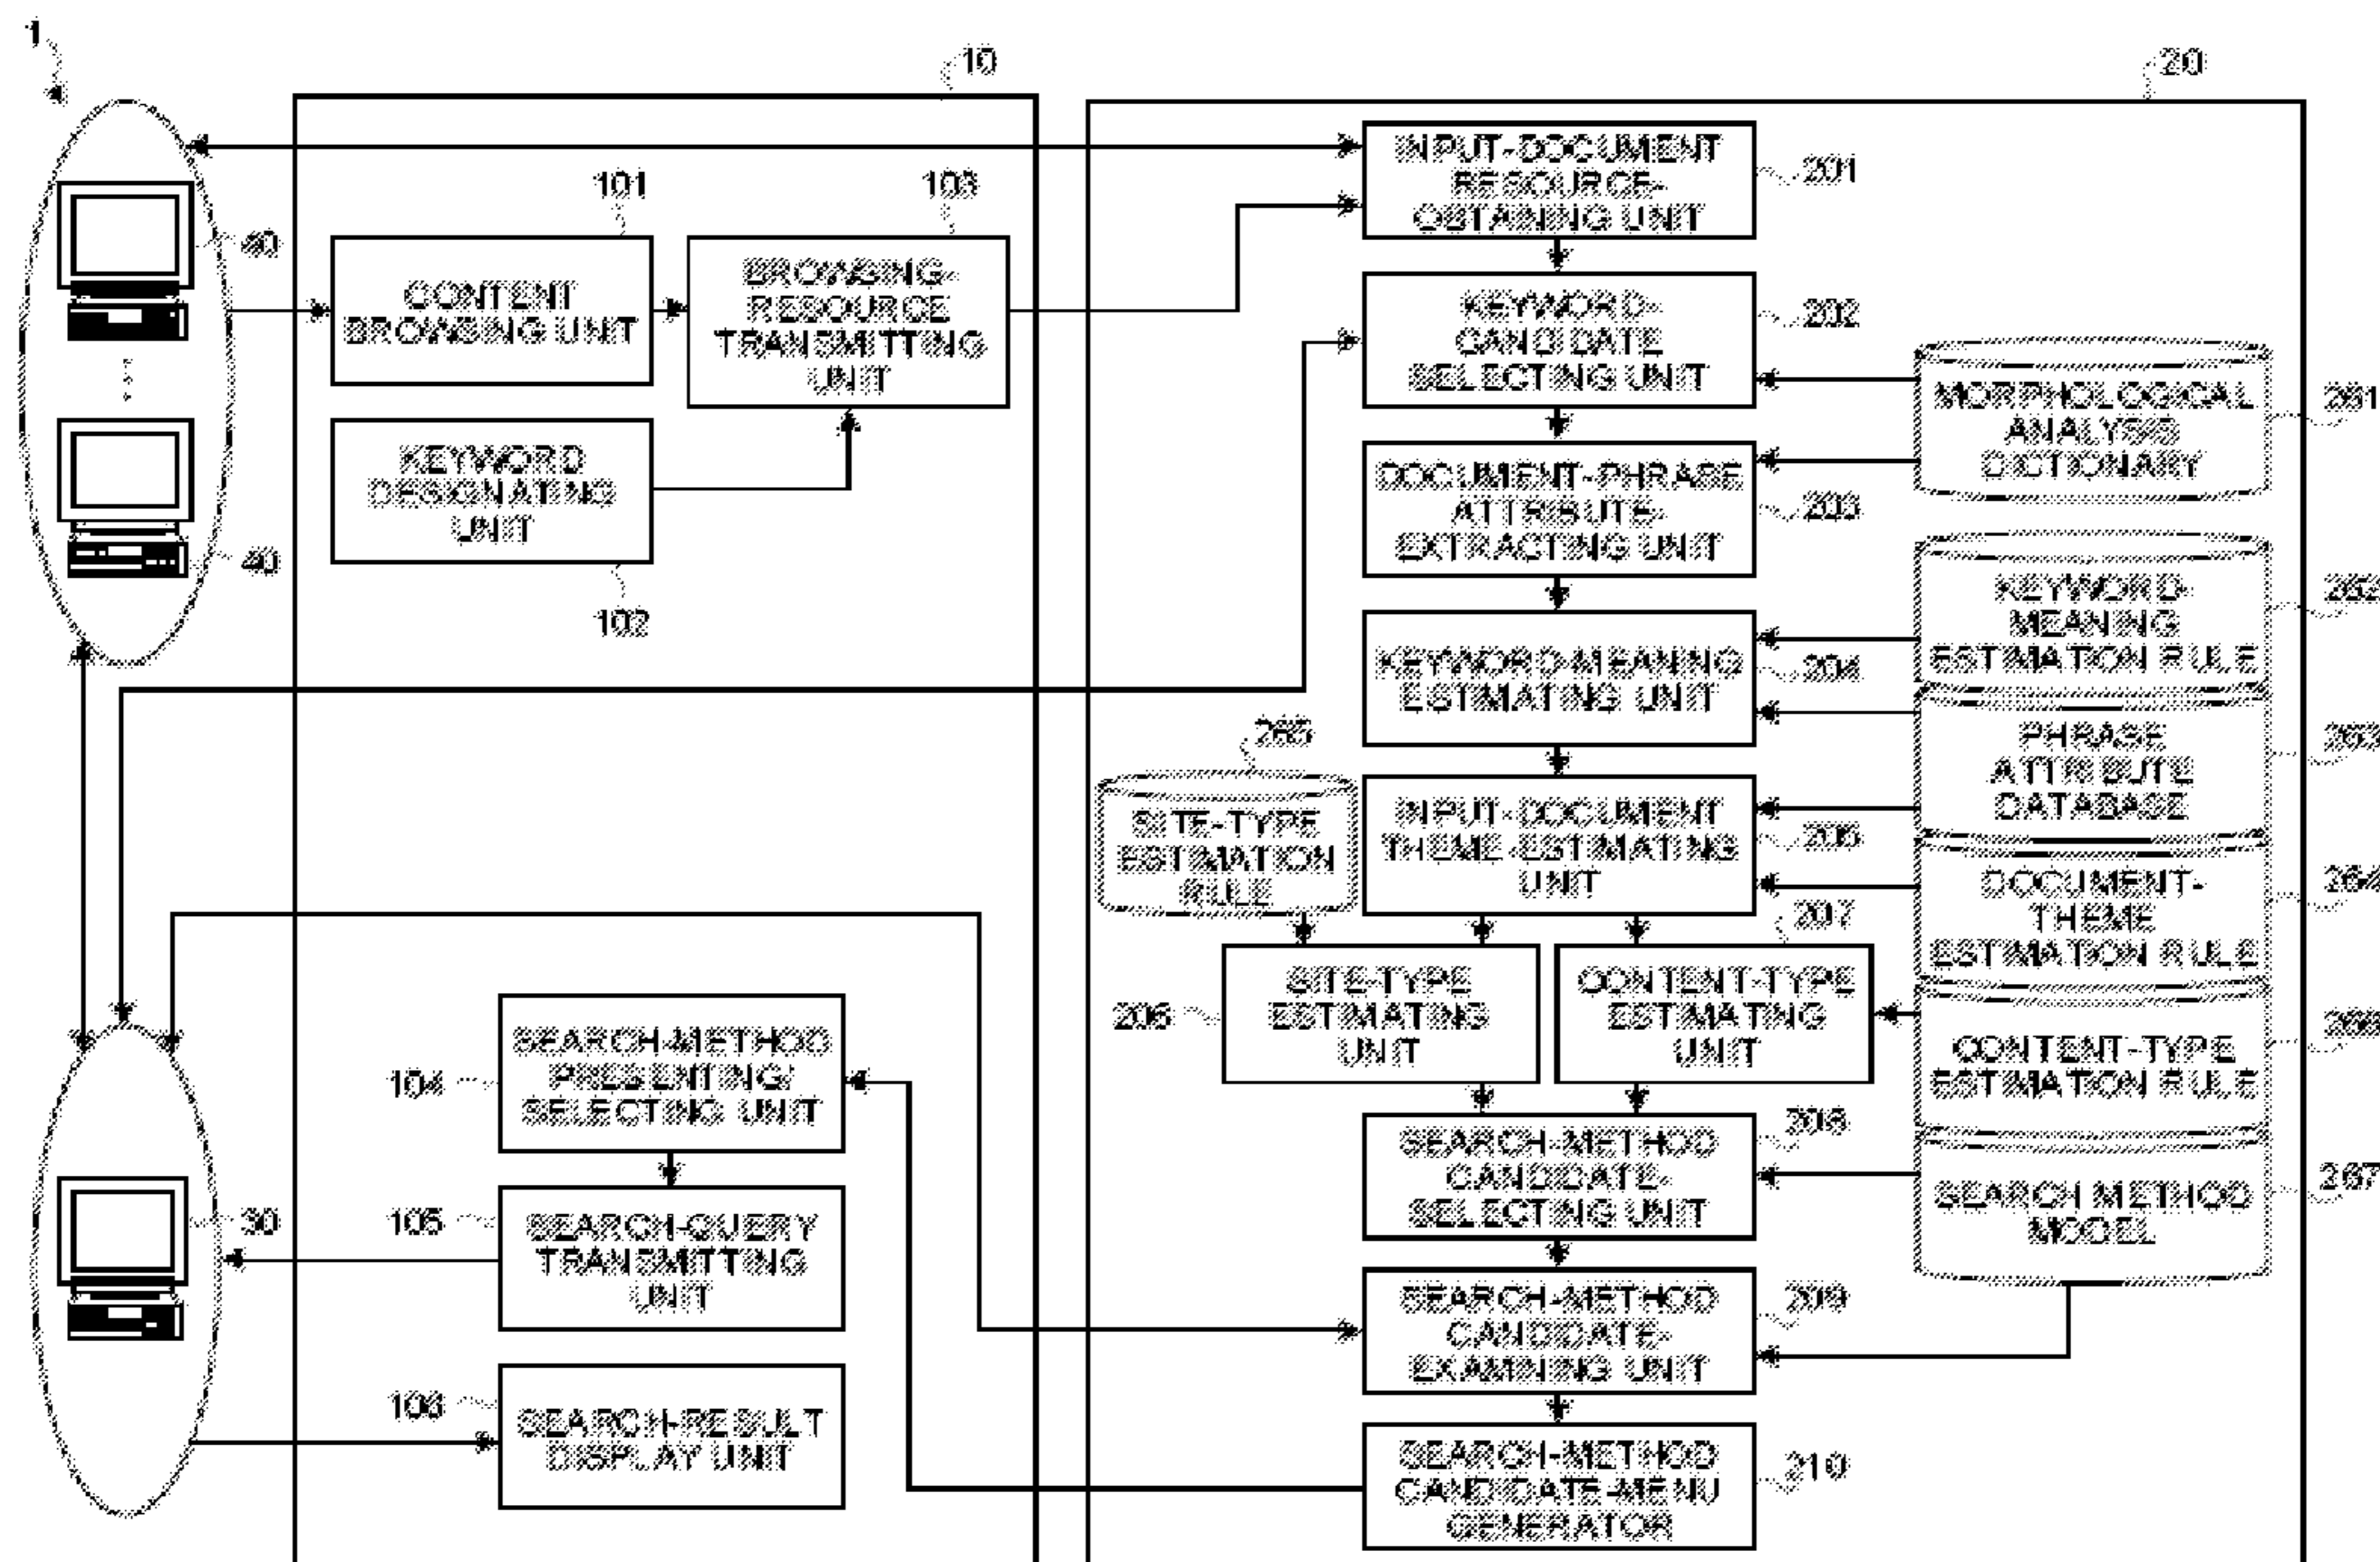 1
10
20
40
40
101
CONTENT
BROWSING UNIT
103
BROWSING-
RESOURCE
TRANSMITTING
UNIT
KEYWORD
DESIGNATING
UNIT
102
INPUT-DOCUMENT
RESOURCE-
OBTAINING UNIT
201
KEYWORD-
CANDIDATE
SELECTING UNIT
202
MORPHOLOGICAL
ANALYSIS
DICTIONARY
261
DOCUMENT-PHRASE
ATTRIBUTE-
EXTRACTING UNIT
203
KEYWORD-
MEANING
ESTIMATION RULE
262
KEYWORD-MEANING
ESTIMATING UNIT
204
PHRASE
ATTRIBUTE
DATABASE
263
265
SITE-TYPE
ESTIMATION
RULE
INPUT-DOCUMENT
THEME-ESTIMATING
UNIT
205
DOCUMENT-
THEME
ESTIMATION RULE
264
207
206
SITE-TYPE
ESTIMATING
UNIT
CONTENT-TYPE
ESTIMATING
UNIT
CONTENT-TYPE
ESTIMATION RULE
266
104
SEARCH-METHOD
PRESENTING/
SELECTING UNIT
SEARCH-METHOD
CANDIDATE-
SELECTING UNIT
208
SEARCH METHOD
MODEL
267
30
105
SEARCH-QUERY
TRANSMITTING
UNIT
SEARCH-METHOD
CANDIDATE-
EXAMINING UNIT
209
106
SEARCH-RESULT
DISPLAY UNIT
SEARCH-METHOD
CANDIDATE-MENU
GENERATOR
210